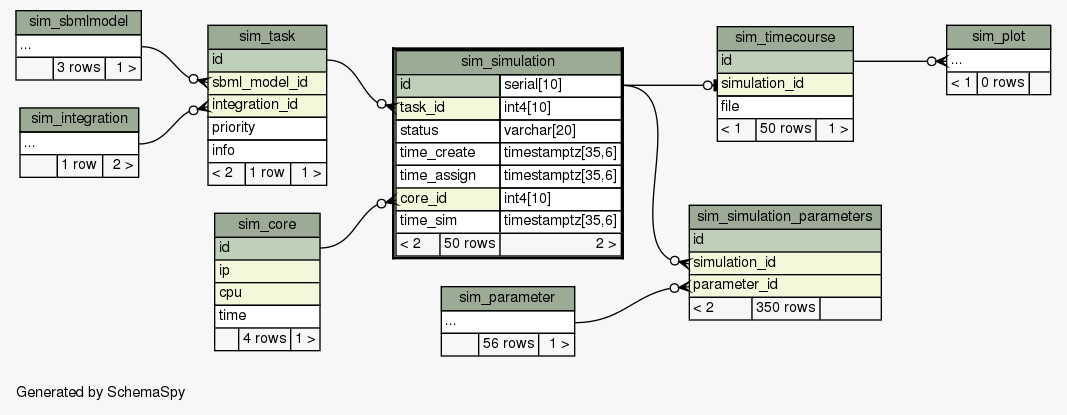 sim_sbmlmodel
...
3 rows 1 >
sim_integration
...
1 row 2 >
sim_task
id
sbml_model_id
integration_id
priority
info
< 2 1 row 1 >
sim_core
id
ip
cpu
time
4 rows 1 >
sim_simulation
id serial[10]
task_id int4[10]
status varchar[20]
time_create timestamptz[35,6]
time_assign timestamptz[35,6]
core_id int4[10]
time_sim timestamptz[35,6]
< 2 50 rows 2 >
sim_parameter
...
56 rows 1 >
sim_timecourse
id
simulation_id
file
< 1 50 rows 1 >
sim_plot
...
< 1 0 rows
sim_simulation_parameters
id
simulation_id
parameter_id
< 2 350 rows
Generated by SchemaSpy